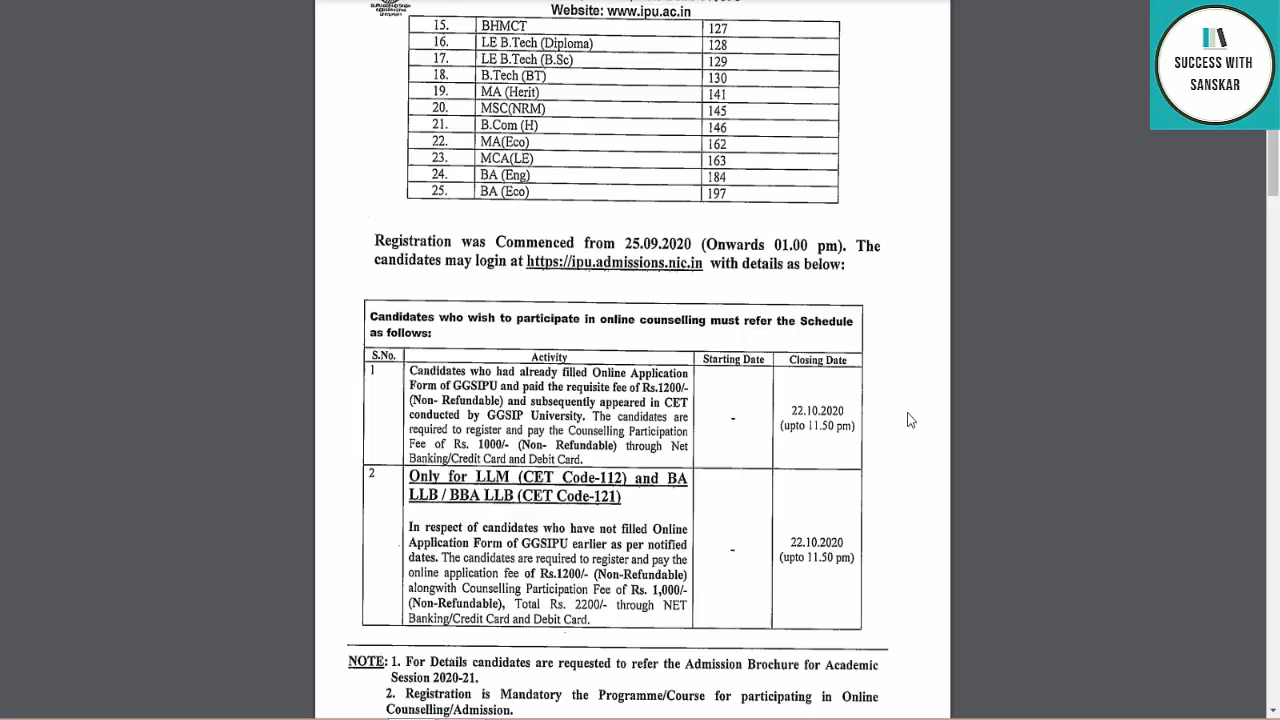 Website: www.ipu.ac.in
SUCCESS WITH
SANSKAR
15. BHMCT 127
16. LE B.Tech (Diploma) 128
17. LE B.Tech (B.Sc) 129
18. B.Tech (BT) 130
19. MA (Herit) 141
20. MSC(NRM) 145
21. B.Com (H) 146
22. MA(Eco) 162
23. MCA(LE) 163
24. BA (Eng) 184
25. BA (Eco) 197
Registration was Commenced from 25.09.2020 (Onwards 01.00 pm). The
candidates may login at https://ipu.admissions.nic.in with details as below:
Candidates who wish to participate in online counselling must refer the Schedule
as follows:
S.No. Activity Starting Date Closing Date
1 Candidates who had already filled Online Application
Form of GGSIPU and paid the requisite fee of Rs.1200/-
(Non- Refundable) and subsequently appeared in CET
conducted by GGSIP University. The candidates are
required to register and pay the Counselling Participation
Fee of Rs. 1000/- (Non- Refundable) through Net
Banking/Credit Card and Debit Card.
-
22.10.2020
(upto 11.50 pm)
2 Only for LLM (CET Code-112) and BA
LLB / BBA LLB (CET Code-121)
In respect of candidates who have not filled Online
Application Form of GGSIPU earlier as per notified
dates. The candidates are required to register and pay the
online application fee of Rs.1200/- (Non-Refundable)
alongwith Counselling Participation Fee of Rs. 1,000/-
(Non-Refundable), Total Rs. 2200/- through NET
Banking/Credit Card and Debit Card.
-
22.10.2020
(upto 11.50 pm)
NOTE: 1. For Details candidates are requested to refer the Admission Brochure for Academic
Session 2020-21.
2. Registration is Mandatory the Programme/Course for participating in Online
Counselling/Admission.